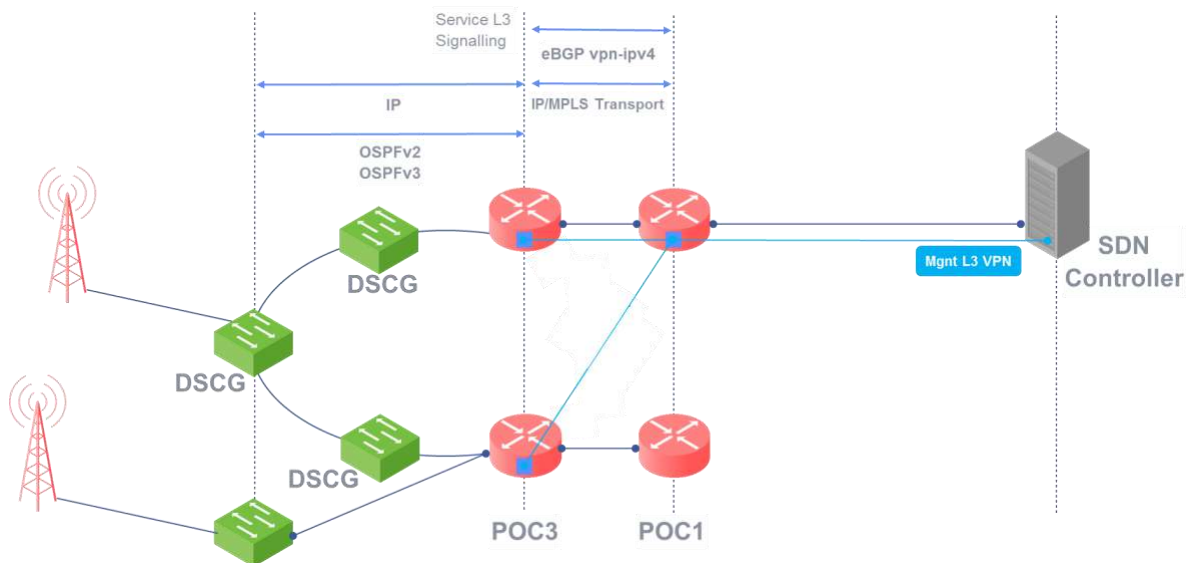 Service L3
Signalling
eBGP vpn-ipv4
IP
IP/MPLS Transport
OSPFv2
OSPFv3
DSCG
Mgnt L3 VPN
SDN
Controller
DSCG
DSCG
POC3
POC1